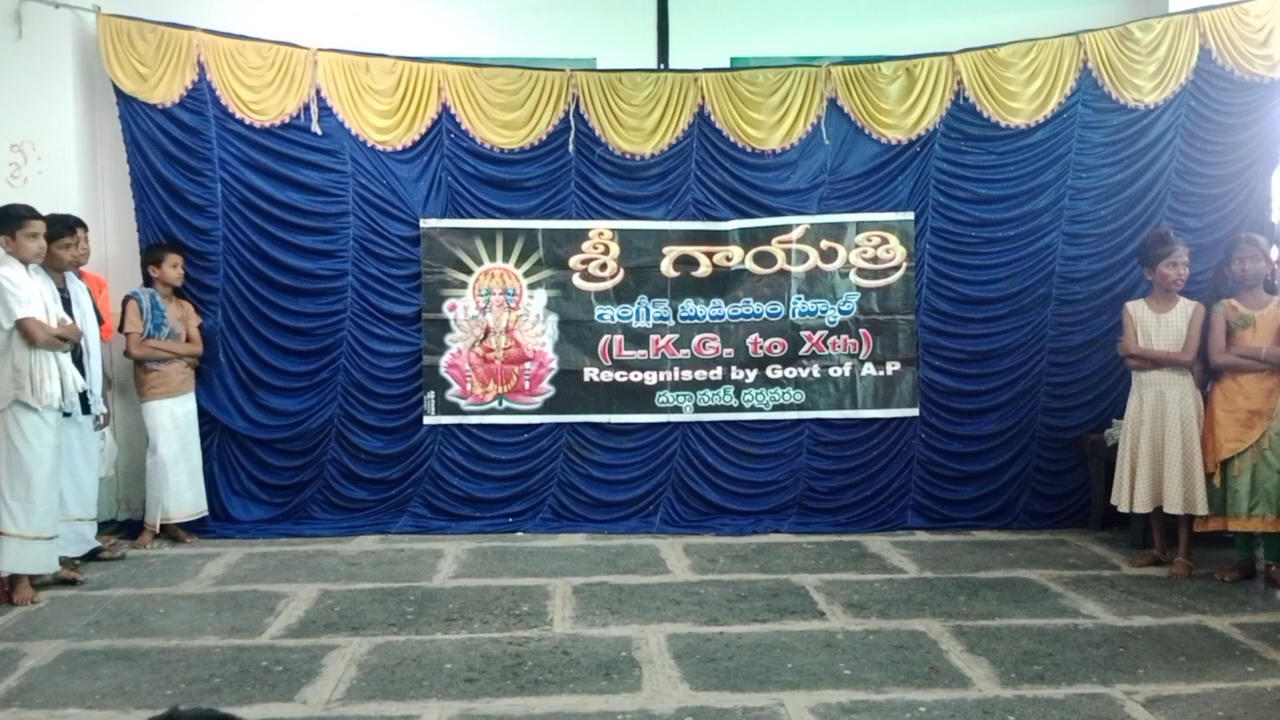 శ్రీ గాయత్రి
ఇంగ్లీష్ మీడియం స్కూల్
(L.K.G. to Xth)
Recognised by Govt of A.P
దుర్గా నగర్, ధర్మవరం